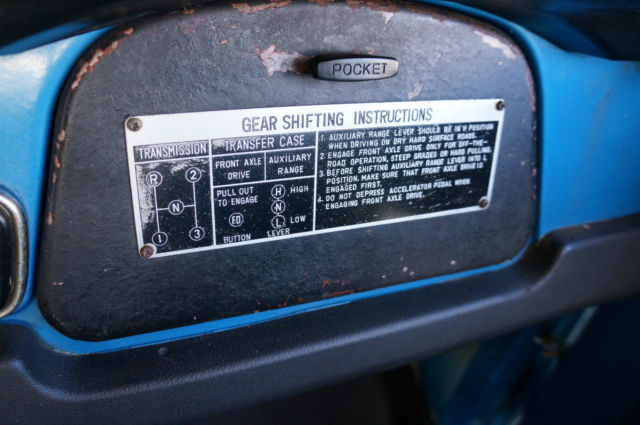 POCKET
GEAR SHIFTING INSTRUCTIONS
TRANSMISSION
R 2
N
1 3
TRANSFER CASE
FRONT AXLE DRIVE
AUXILIARY RANGE
PULL OUT
TO ENGAGE
FD
BUTTON
H HIGH
N
L LOW
LEVER
1. AUXILIARY RANGE LEVER SHOULD BE IN H POSITION
WHEN DRIVING ON DRY HARD SURFACE ROADS.
2. ENGAGE FRONT AXLE DRIVE ONLY FOR OFF-THE-
ROAD OPERATION, STEEP GRADES OR HARD PULLING
3. BEFORE SHIFTING AUXILIARY RANGE LEVER INTO L
POSITION, MAKE SURE THAT FRONT AXLE DRIVE IS
ENGAGED FIRST.
4. DO NOT DEPRESS ACCELERATOR PEDAL WHEN
ENGAGING FRONT AXLE DRIVE.